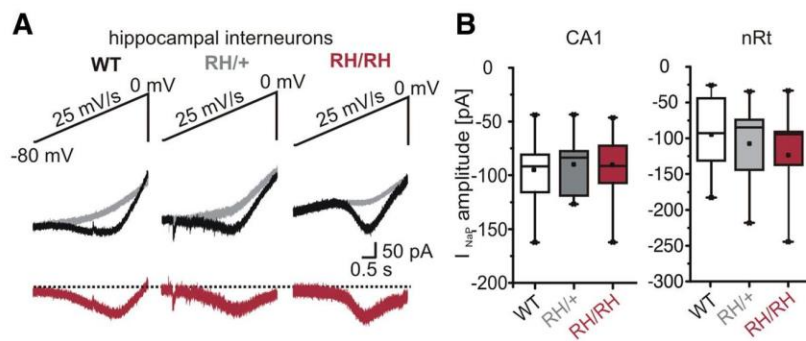 A
hippocampal interneurons
WT RH/+ RH/RH
0 mV 0 mV 0 mV
25 mV/s 25 mV/s 25 mV/s
-80 mV
50 pA
0.5 s
B
CA1 nRt
I NaP amplitude [pA]
0
-50
-100
-150
-200
WT
RH/+
RH/RH
0
-50
-100
-150
-200
-250
-300
WT
RH/+
RH/RH